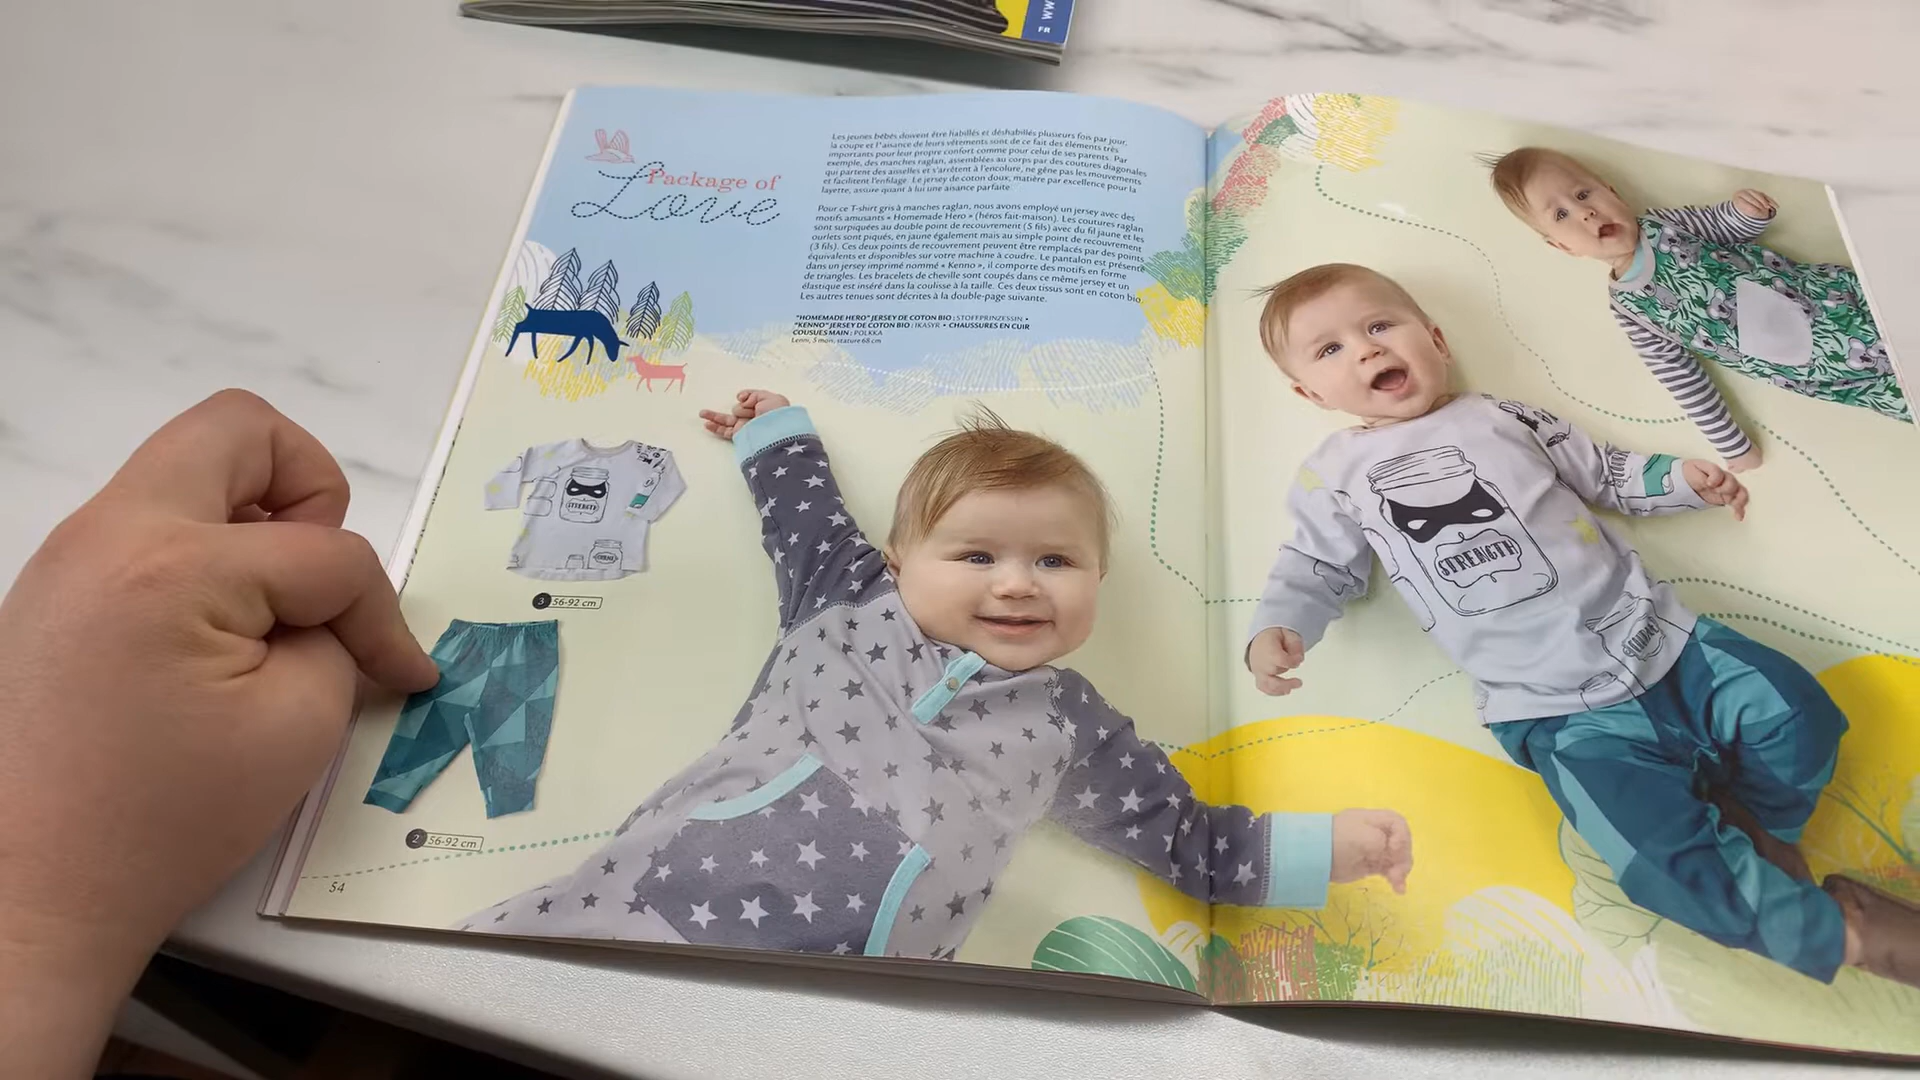 FR WW
Package of
Love
Les jeunes bébés doivent être habillés et déshabillés plusieurs fois par jour,
la coupe et l'aisance de leurs vêtements sont de ce fait des éléments très
importants pour leur propre confort comme pour celui de ses parents. Par
exemple, des manches raglan, assemblées au corps par des coutures diagonales
qui partent des aisselles et s'arrêtent à l'encolure, ne gêne pas les mouvements
et facilitent l'enfilage. Le jersey de coton doux, matière par excellence pour la
layette, assure quant à lui une aisance parfaite.
Pour ce T-shirt gris à manches raglan, nous avons employé un jersey avec des
motifs amusants « Homemade Hero » (héros fait-maison). Les coutures raglan
sont surpiquées au double point de recouvrement (5 fils) avec du fil jaune et les
ourlets sont piqués, en jaune également mais au simple point de recouvrement
(3 fils). Ces deux points de recouvrement peuvent être remplacés par des points
équivalents et disponibles sur votre machine à coudre. Le pantalon est présenté
dans un jersey imprimé nommé « Kenno », il comporte des motifs en forme
de triangles. Les bracelets de cheville sont coupés dans ce même jersey et un
élastique est inséré dans la coulisse à la taille. Ces deux tissus sont en coton bio.
Les autres tenues sont décrites à la double-page suivante.
"HOMEMADE HERO" JERSEY DE COTON BIO : STOFFPRINZESSIN •
"KENNO" JERSEY DE COTON BIO : IKASYR • CHAUSSURES EN CUIR
COUSUES MAIN : POLKKA
Lenni, 5 mois, stature 68 cm
STRENGTH
3 56-92 cm
STRENGTH
2 56-92 cm
54